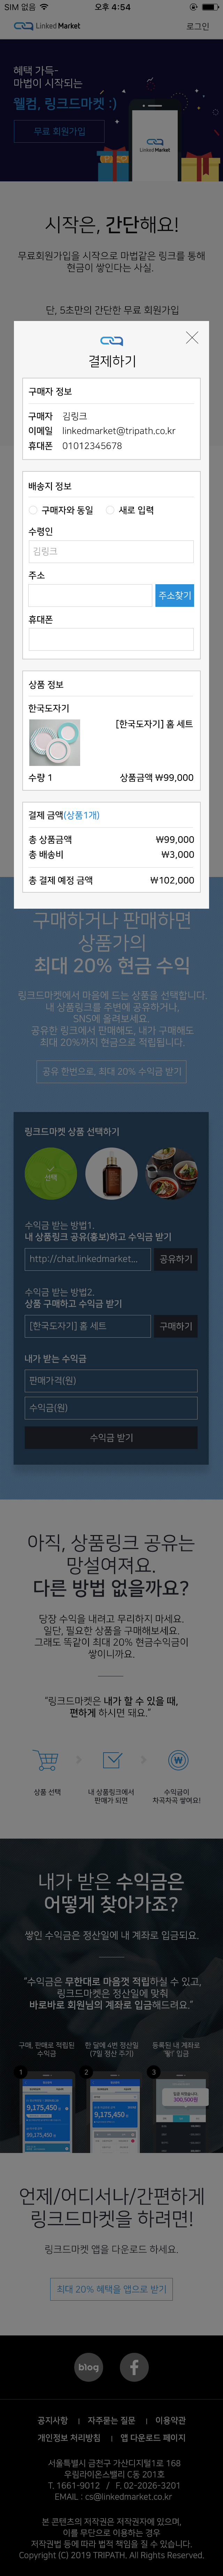 SIM 없음 오후 4:54
Linked Market 로그인
혜택 가득~
마법이 시작되는
웰컴, 링크드마켓 :)
무료 회원가입
Linked Market
시작은, 간단해요!
무료회원가입을 시작으로 마법같은 링크를 통해
현금이 쌓인다는 사실.
단, 5초만의 간단한 무료 회원가입
결제하기
구매자 정보
구매자 김링크
이메일 linkedmarket@tripath.co.kr
휴대폰 01012345678
배송지 정보
구매자와 동일 새로 입력
수령인
김링크
주소
주소찾기
휴대폰
상품 정보
한국도자기
[한국도자기] 홈 세트
수량 1 상품금액 ₩99,000
결제 금액(상품1개)
총 상품금액 ₩99,000
총 배송비 ₩3,000
총 결제 예정 금액 ₩102,000
구매하거나 판매하면
상품가의
최대 20% 현금 수익
링크드마켓에서 마음에 드는 상품을 선택합니다.
내 상품링크를 주변에 공유하거나,
SNS에 올려보세요.
공유한 링크에서 판매해도, 내가 구매해도
최대 20%까지 현금으로 적립됩니다.
공유 한번으로, 최대 20% 수익금 받기
링크드마켓 상품 선택하기
선택
수익금 받는 방법1.
내 상품링크 공유(홍보)하고 수익금 받기
http://chat.linkedmarket... 공유하기
수익금 받는 방법2.
상품 구매하고 수익금 받기
[한국도자기] 홈 세트 구매하기
내가 받는 수익금
판매가격(원)
수익금(원)
수익금 받기
아직, 상품링크 공유는
망설여져요.
다른 방법 없을까요?
당장 수익을 내려고 무리하지 마세요.
일단, 필요한 상품을 구매해보세요.
그래도 똑같이 최대 20% 현금수익금이
쌓이니까요.
“링크드마켓은 내가 할 수 있을 때,
편하게 하시면 돼요.”
상품 선택 내 상품링크에서 수익금이
판매가 되면 차곡차곡 쌓여요!
내가 받은 수익금은
어떻게 찾아가죠?
쌓인 수익금은 정산일에 내 계좌로 입금되요.
“수익금은 무한대로 마음껏 적립하실 수 있고,
링크드마켓은 정산일에 맞춰
바로바로 회원님의 계좌로 입금해드려요.”
구매, 판매로 적립된 한 달에 4번 정산일 등록된 내 계좌로
수익금 (7일 정산 주기) “탕!” 입금
1 2 3
9,175,450 9,175,450 300,500원
언제/어디서나/간편하게
링크드마켓을 하려면!
링크드마켓 앱을 다운로드 하세요.
최대 20% 혜택을 앱으로 받기
blog f
공지사항 | 자주묻는 질문 | 이용약관
개인정보 처리방침 | 앱 다운로드 페이지
서울특별시 금천구 가산디지털1로 168
우림라이온스밸리 C동 201호
T. 1661-9012 / F. 02-2026-3201
EMAIL : cs@linkedmarket.co.kr
본 콘텐츠의 저작권은 저작권자에 있으며,
이를 무단으로 이용하는 경우
저작권법 등에 따라 법적 책임을 질 수 있습니다.
Copyright (C) 2019 TRIPATH. All Rights Reserved.